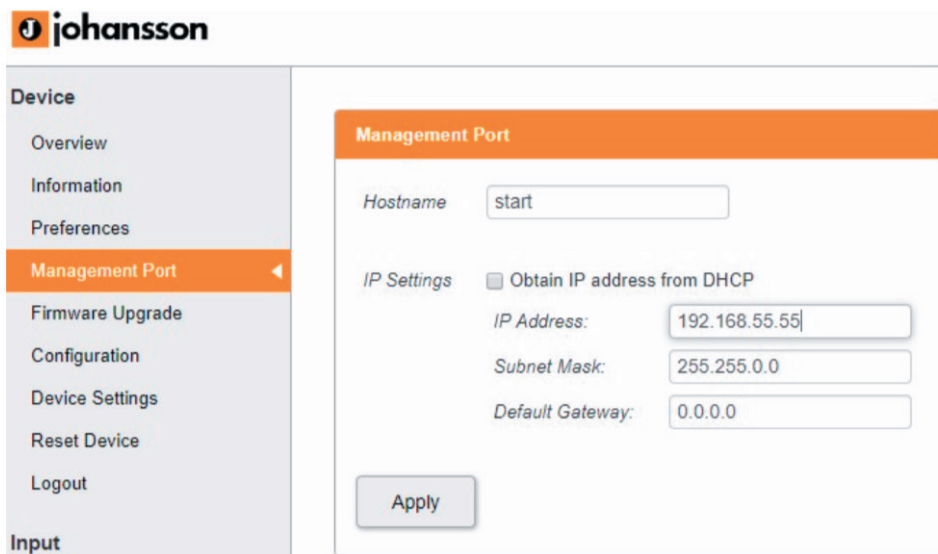 johansson
Device
Overview
Information
Preferences
Management Port
Firmware Upgrade
Configuration
Device Settings
Reset Device
Logout
Input
Management Port
Hostname start
IP Settings Obtain IP address from DHCP
IP Address: 192.168.55.55
Subnet Mask: 255.255.0.0
Default Gateway: 0.0.0.0
Apply